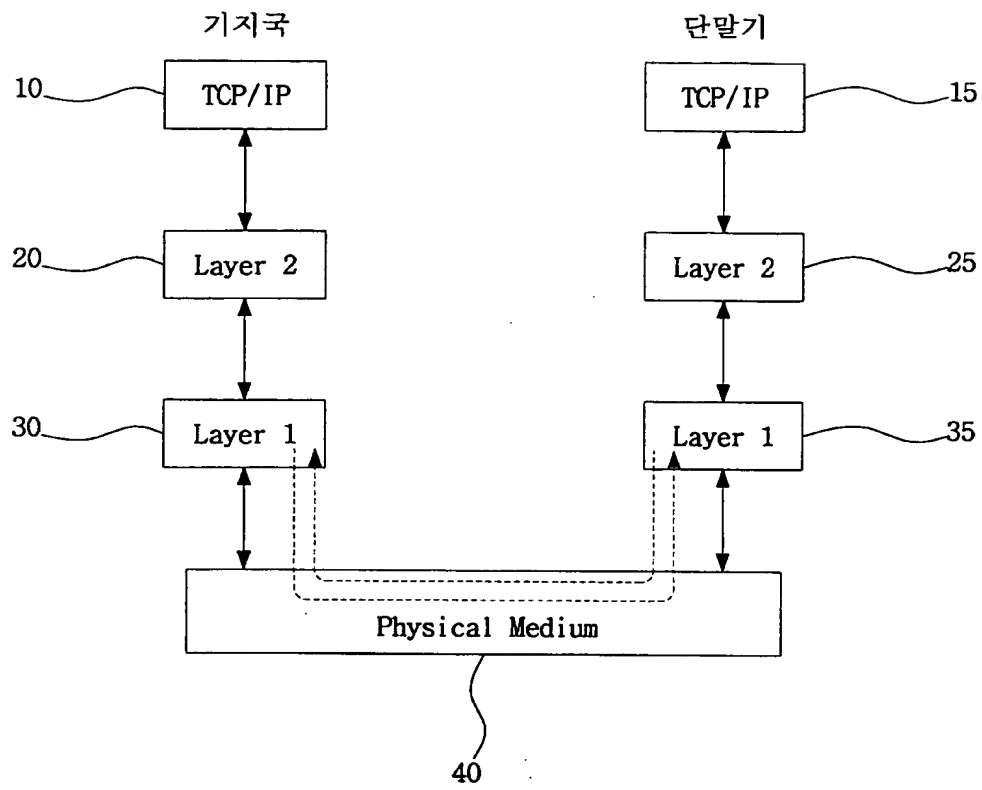 기지국 단말기
10 TCP/IP TCP/IP 15
20 Layer 2 Layer 2 25
30 Layer 1 Layer 1 35
Physical Medium
40